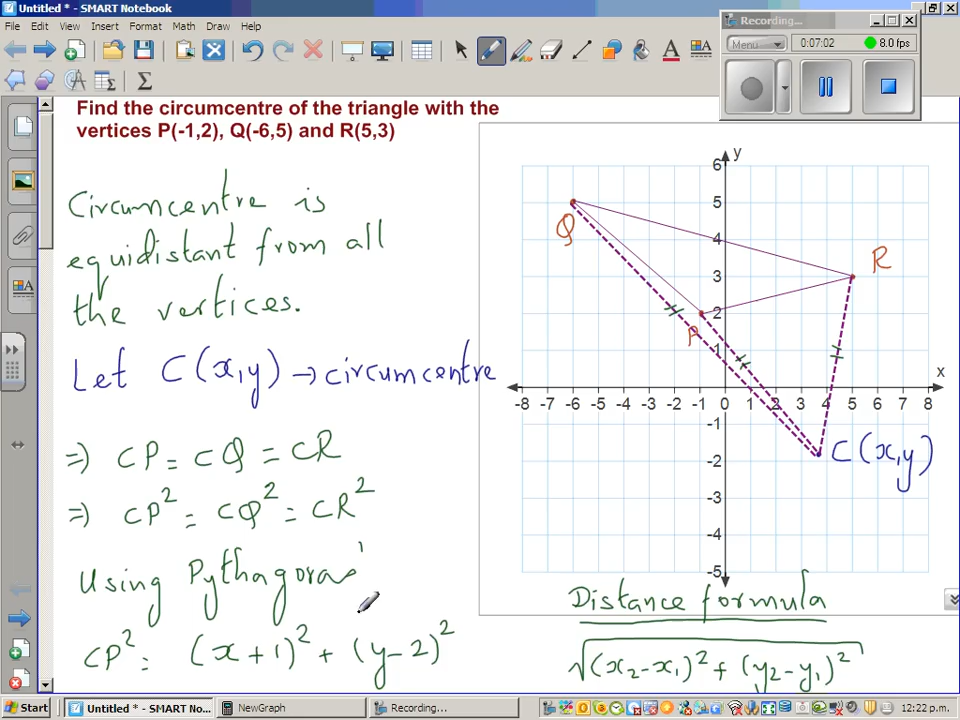 Untitled * - SMART Notebook
File Edit View Insert Format Math Draw Help
Recording...
Menu
0:07:02
8.0 fps
Find the circumcentre of the triangle with the
vertices P(-1,2), Q(-6,5) and R(5,3)
Circumcentre is
equidistant from all
the vertices.
Let C(x,y) → circumcentre
⇒) CP = CQ = CR
⇒) CP² = CQ² = CR²
Using Pythagoras'
CP² = (x+1)² + (y-2)²
y
6
5
4
3
2
1
-8 -7 -6 -5 -4 -3 -2 -1 0 1 2 3 4 5 6 7 8
x
-1
-2
-3
-4
-5
Q
R
P
C(x,y)
Distance formula
√(x₂-x₁)² + (y₂-y₁)²
Start
Untitled * - SMART No...
NewGraph
Recording...
12:22 p.m.